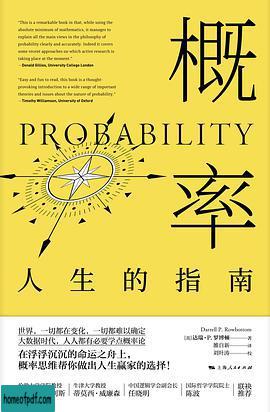 "This is a remarkable book in that, while using the
absolute minimum of mathematics, it manages to
explain all the main views in the philosophy of
probability clearly and accurately. Indeed it covers
some recent approaches on which active research is
taking place at the moment."
- Donald Gillies, University College London
"Easy and fun to read, this book is a thought-
provoking introduction to a wide range of important
theories and issues about the nature of probability."
- Timothy Williamson, University of Oxford
概率
PROBABILITY
人生的指南
Darrell P. Rowbottom
[英]达瑞·P. 罗博顿 著
雅自新 译
刘叶涛 校
世界，一切都在变化，一切都难以确定
大数据时代，人人都有必要学点概率论
在浮浮沉沉的命运之舟上，
概率思维帮你做出人生赢家的选择！
上海人民出版社
牛津大学教授
蒂莫西·威廉森
中国逻辑学会副会长
任晓明
国际哲学学院院士
陈波
联袂
推荐
homeofpdf.com